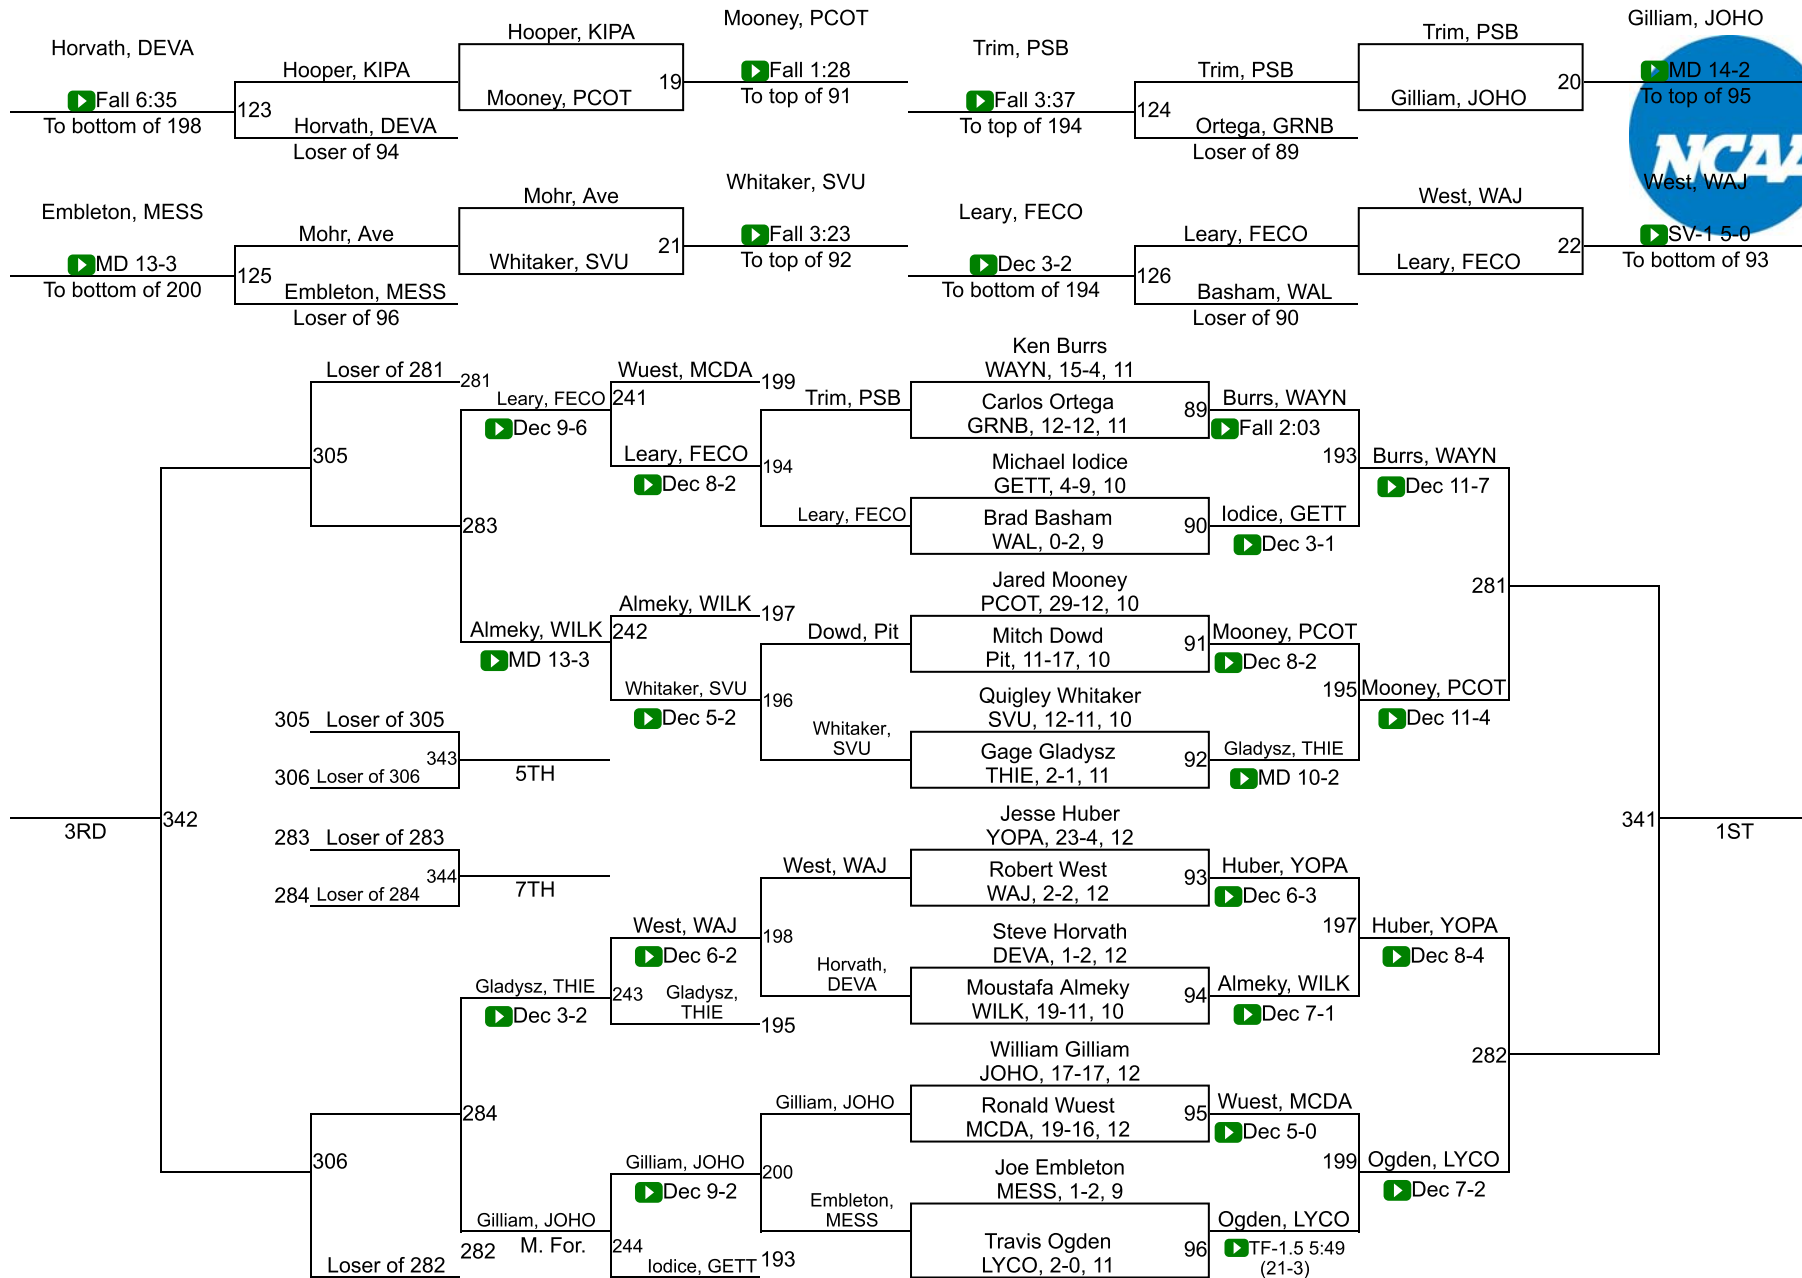 Horvath, DEVA
Fall 6:35
To bottom of 198
123
Hooper, KIPA
Horvath, DEVA
Loser of 94
Hooper, KIPA
Mooney, PCOT
19
Mooney, PCOT
Fall 1:28
To top of 91
Trim, PSB
Fall 3:37
To top of 194
124
Trim, PSB
Ortega, GRNB
Loser of 89
Trim, PSB
Gilliam, JOHO
20
Gilliam, JOHO
MD 14-2
To top of 95
NCAA
Embleton, MESS
MD 13-3
To bottom of 200
125
Mohr, Ave
Embleton, MESS
Loser of 96
Mohr, Ave
Whitaker, SVU
21
Whitaker, SVU
Fall 3:23
To top of 92
Leary, FECO
Dec 3-2
To bottom of 194
126
Leary, FECO
Basham, WAL
Loser of 90
West, WAJ
Leary, FECO
22
West, WAJ
SV-1 5-0
To bottom of 93
Ken Burrs
WAYN, 15-4, 11
Carlos Ortega
GRNB, 12-12, 11
89
Michael Iodice
GETT, 4-9, 10
Brad Basham
WAL, 0-2, 9
90
Jared Mooney
PCOT, 29-12, 10
Mitch Dowd
Pit, 11-17, 10
91
Quigley Whitaker
SVU, 12-11, 10
Gage Gladysz
THIE, 2-1, 11
92
Jesse Huber
YOPA, 23-4, 12
Robert West
WAJ, 2-2, 12
93
Steve Horvath
DEVA, 1-2, 12
Moustafa Almeky
WILK, 19-11, 10
94
William Gilliam
JOHO, 17-17, 12
Ronald Wuest
MCDA, 19-16, 12
95
Joe Embleton
MESS, 1-2, 9
Travis Ogden
LYCO, 2-0, 11
96
Burrs, WAYN
Fall 2:03
193
Iodice, GETT
Dec 3-1
Mooney, PCOT
Dec 8-2
195
Gladysz, THIE
MD 10-2
Huber, YOPA
Dec 6-3
197
Almeky, WILK
Dec 7-1
Wuest, MCDA
Dec 5-0
199
Ogden, LYCO
TF-1.5 5:49
(21-3)
Burrs, WAYN
Dec 11-7
281
Mooney, PCOT
Dec 11-4
Huber, YOPA
Dec 8-4
282
Ogden, LYCO
Dec 7-2
341
1ST
Trim, PSB
194
Leary, FECO
Dowd, Pit
196
Whitaker,
SVU
West, WAJ
198
Horvath,
DEVA
Gilliam, JOHO
200
Embleton,
MESS
Wuest, MCDA
199
241
Leary, FECO
Dec 8-2
Almeky, WILK
197
242
Whitaker, SVU
Dec 5-2
West, WAJ
Dec 6-2
243
Gladysz,
THIE
195
Gilliam, JOHO
Dec 9-2
244
Iodice, GETT
193
Leary, FECO
Dec 9-6
283
Almeky, WILK
MD 13-3
Gladysz, THIE
Dec 3-2
284
Gilliam, JOHO
M. For.
Loser of 281
281
305
Loser of 282
282
306
305
Loser of 305
343
5TH
306
Loser of 306
283
Loser of 283
344
7TH
284
Loser of 284
342
3RD